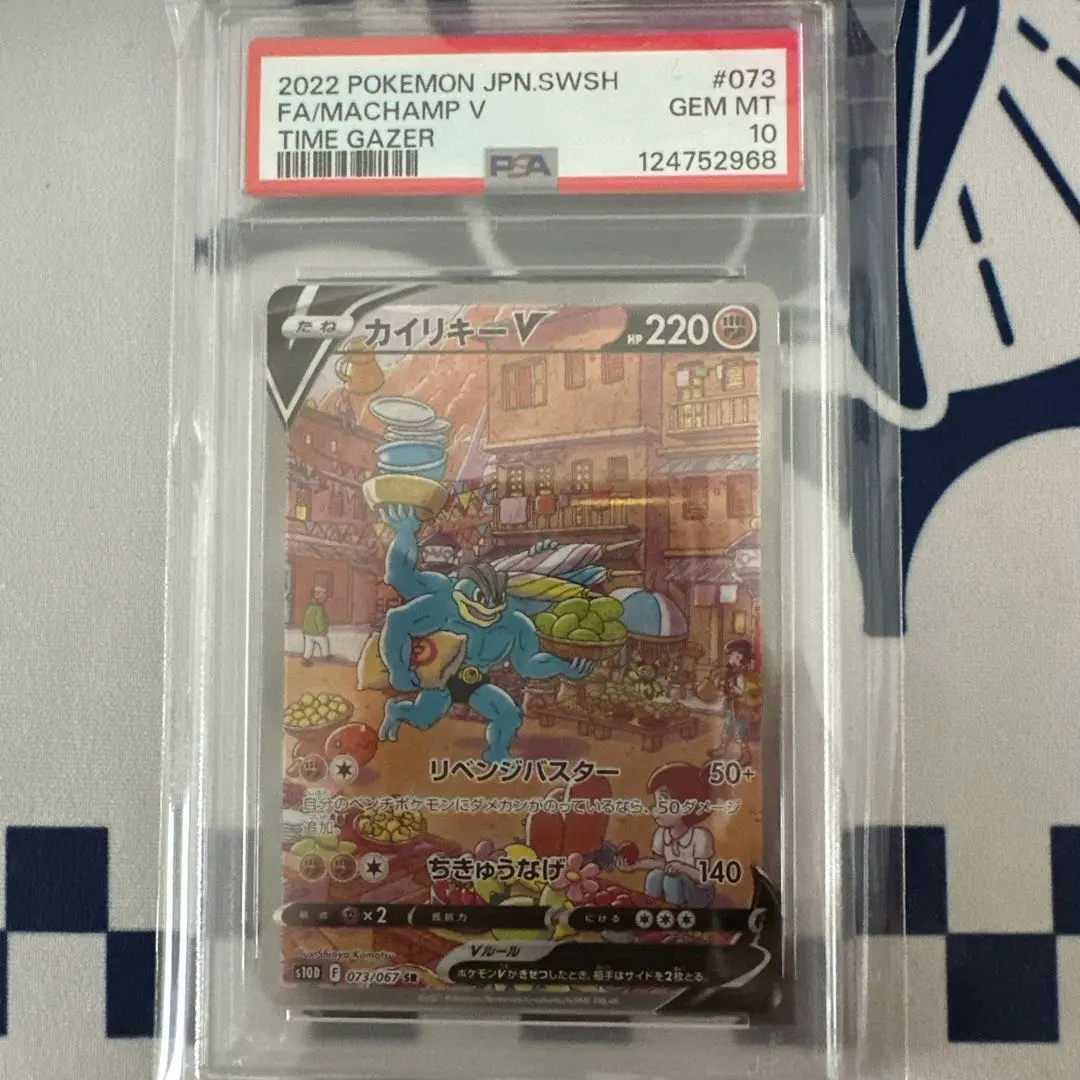 2022 POKEMON JPN.SWSH #073
FA/MACHAMP V GEM MT
TIME GAZER 10
PSA 124752968
たね カイリキーV HP 220
リベンジバスター 50+
自分のベンチポケモンにダメカンがのっているなら、50ダメージ
追加。
ちきゅうなげ 140
弱点 ×2 抵抗力 にげる
Vルール
Illus. Shinya Komatsu
ポケモンVがきぜつしたとき、相手はサイドを2枚とる。
s10D F 073/067 SR